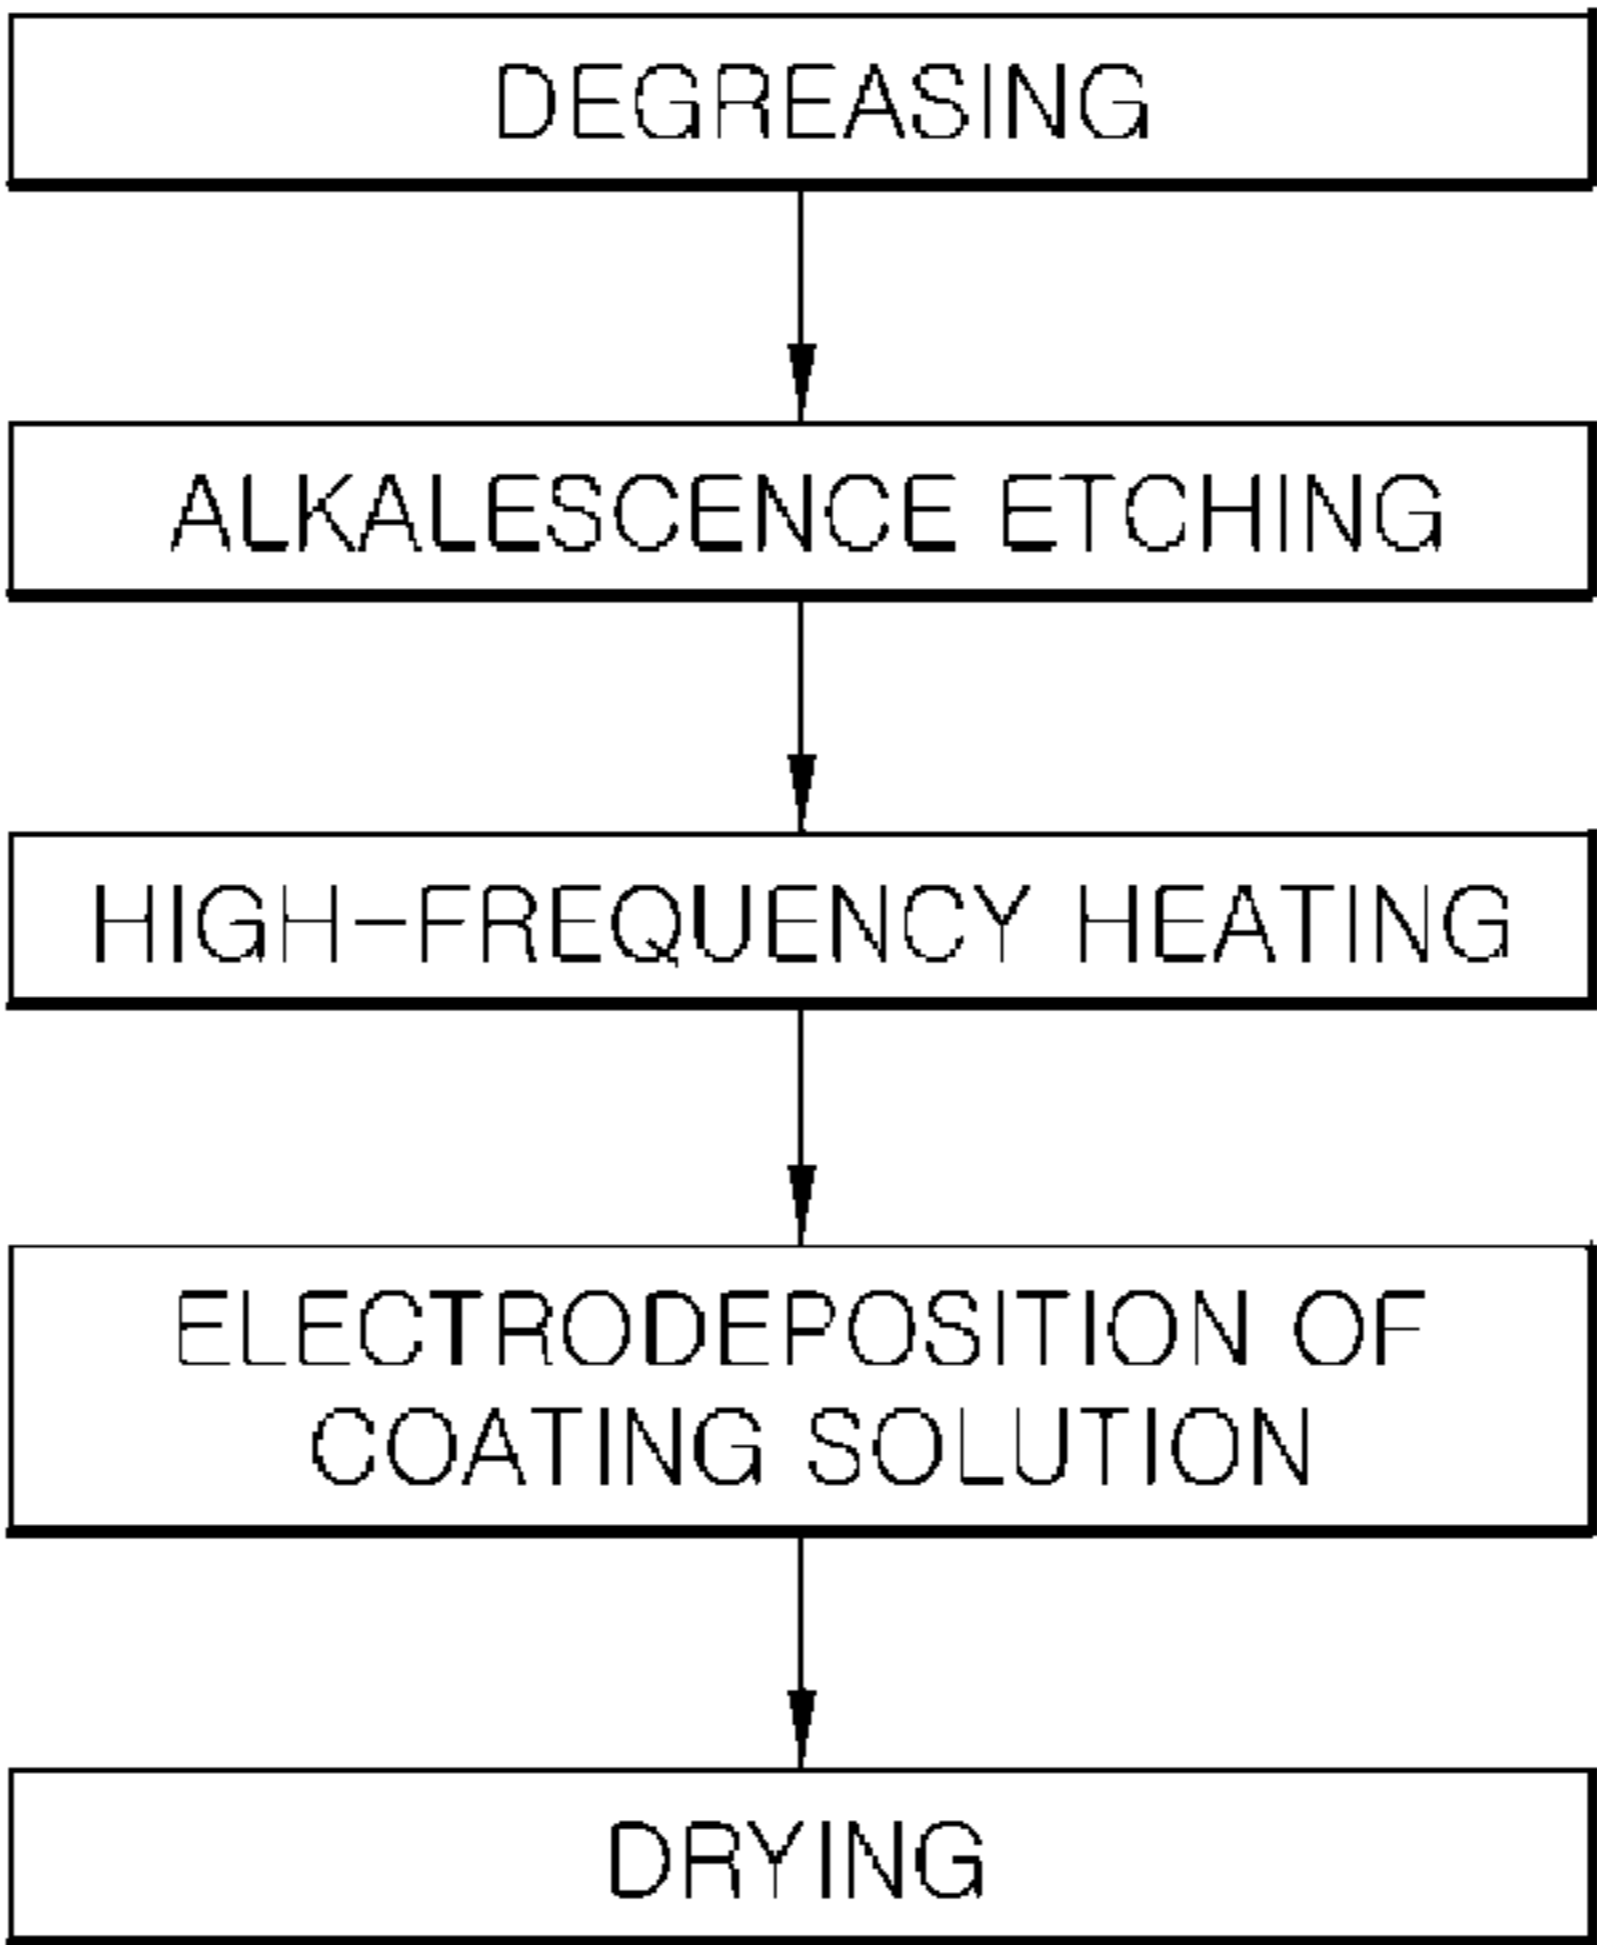 DEGREASING
ALKALESCENCE ETCHING
HIGH-FREQUENCY HEATING
ELECTRODEPOSITION OF
COATING SOLUTION
DRYING